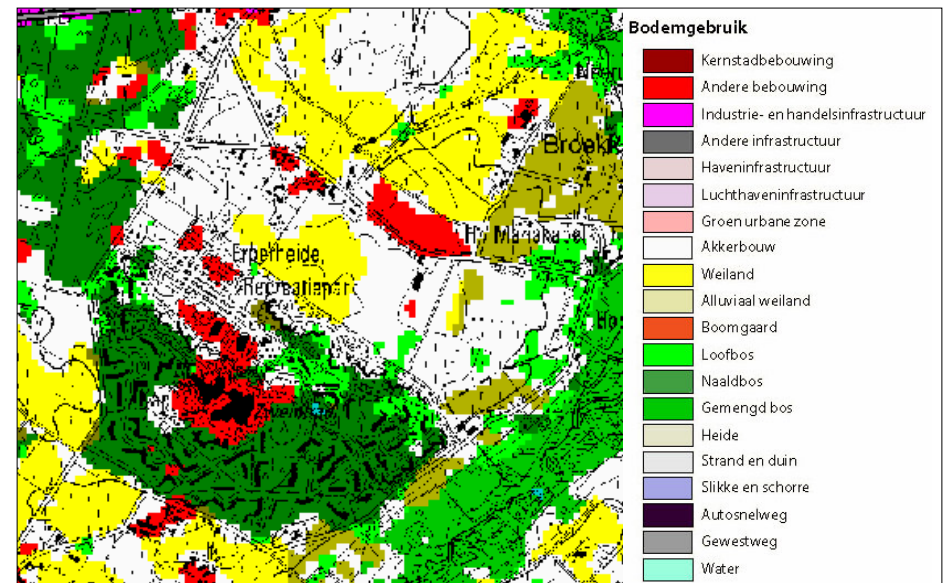 Bodemgebruik
Kernstadbebouwing
Andere bebouwing
Industrie- en handelsinfrastructuur
Andere infrastructuur
Haveninfrastructuur
Luchthaveninfrastructuur
Groen urbane zone
Akkerbouw
Weiland
Alluviaal weiland
Boomgaard
Loofbos
Naaldbos
Gemengd bos
Heide
Strand en duin
Slikke en schorre
Autosnelweg
Gewestweg
Water
Erperheide
Recreatiepark